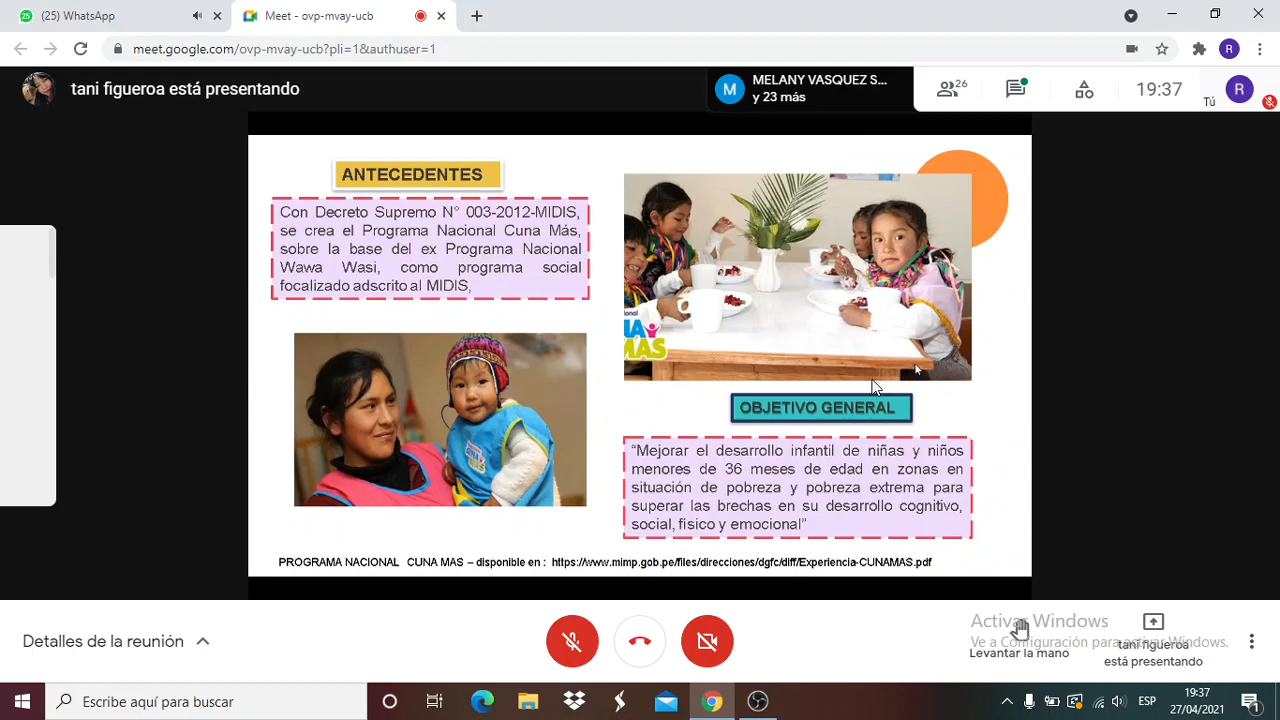 (25) WhatsApp
Meet - ovp-mvay-ucb
meet.google.com/ovp-mvay-ucb?pli=1&authuser=1
R
tani figueroa está presentando
M
MELANY VASQUEZ S...
y 23 más
26
19:37
Tú
R
ANTECEDENTES
Con Decreto Supremo N° 003-2012-MIDIS,
se crea el Programa Nacional Cuna Más,
sobre la base del ex Programa Nacional
Wawa Wasi, como programa social
focalizado adscrito al MIDIS,
OBJETIVO GENERAL
“Mejorar el desarrollo infantil de niñas y niños
menores de 36 meses de edad en zonas en
situación de pobreza y pobreza extrema para
superar las brechas en su desarrollo cognitivo,
social, físico y emocional”
PROGRAMA NACIONAL CUNA MAS – disponible en : https://www.mimp.gob.pe/files/direcciones/dgfc/diff/Experiencia-CUNAMAS.pdf
Detalles de la reunión
Activar Windows
Ve a Configuración para activar Windows.
Levantar la mano
tani figueroa
está presentando
Escribe aquí para buscar
ESP
19:37
27/04/2021
1